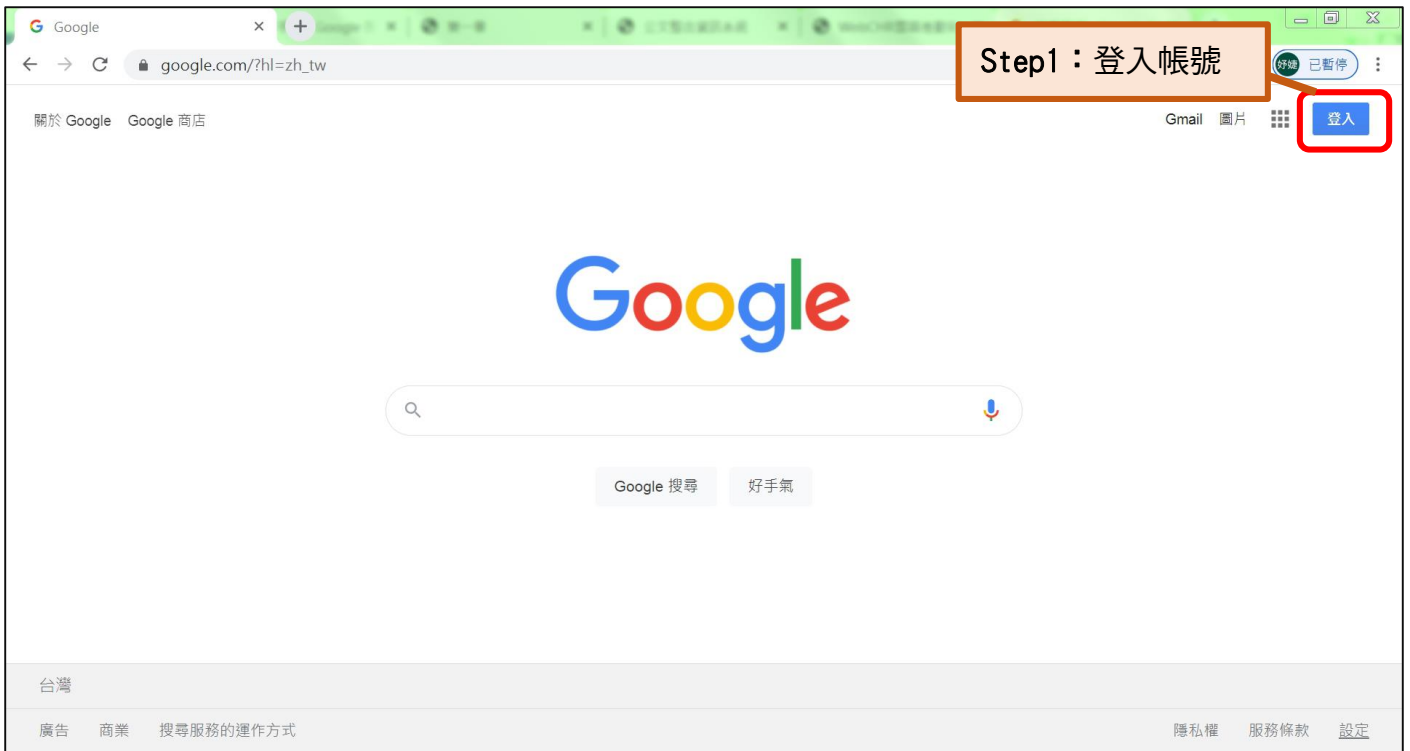 Google
google.com/?hl=zh_tw
Step1：登入帳號
妤婕 已暫停
關於 Google Google 商店
Gmail 圖片 登入
Google
Google 搜尋 好手氣
台灣
廣告 商業 搜尋服務的運作方式
隱私權 服務條款 設定